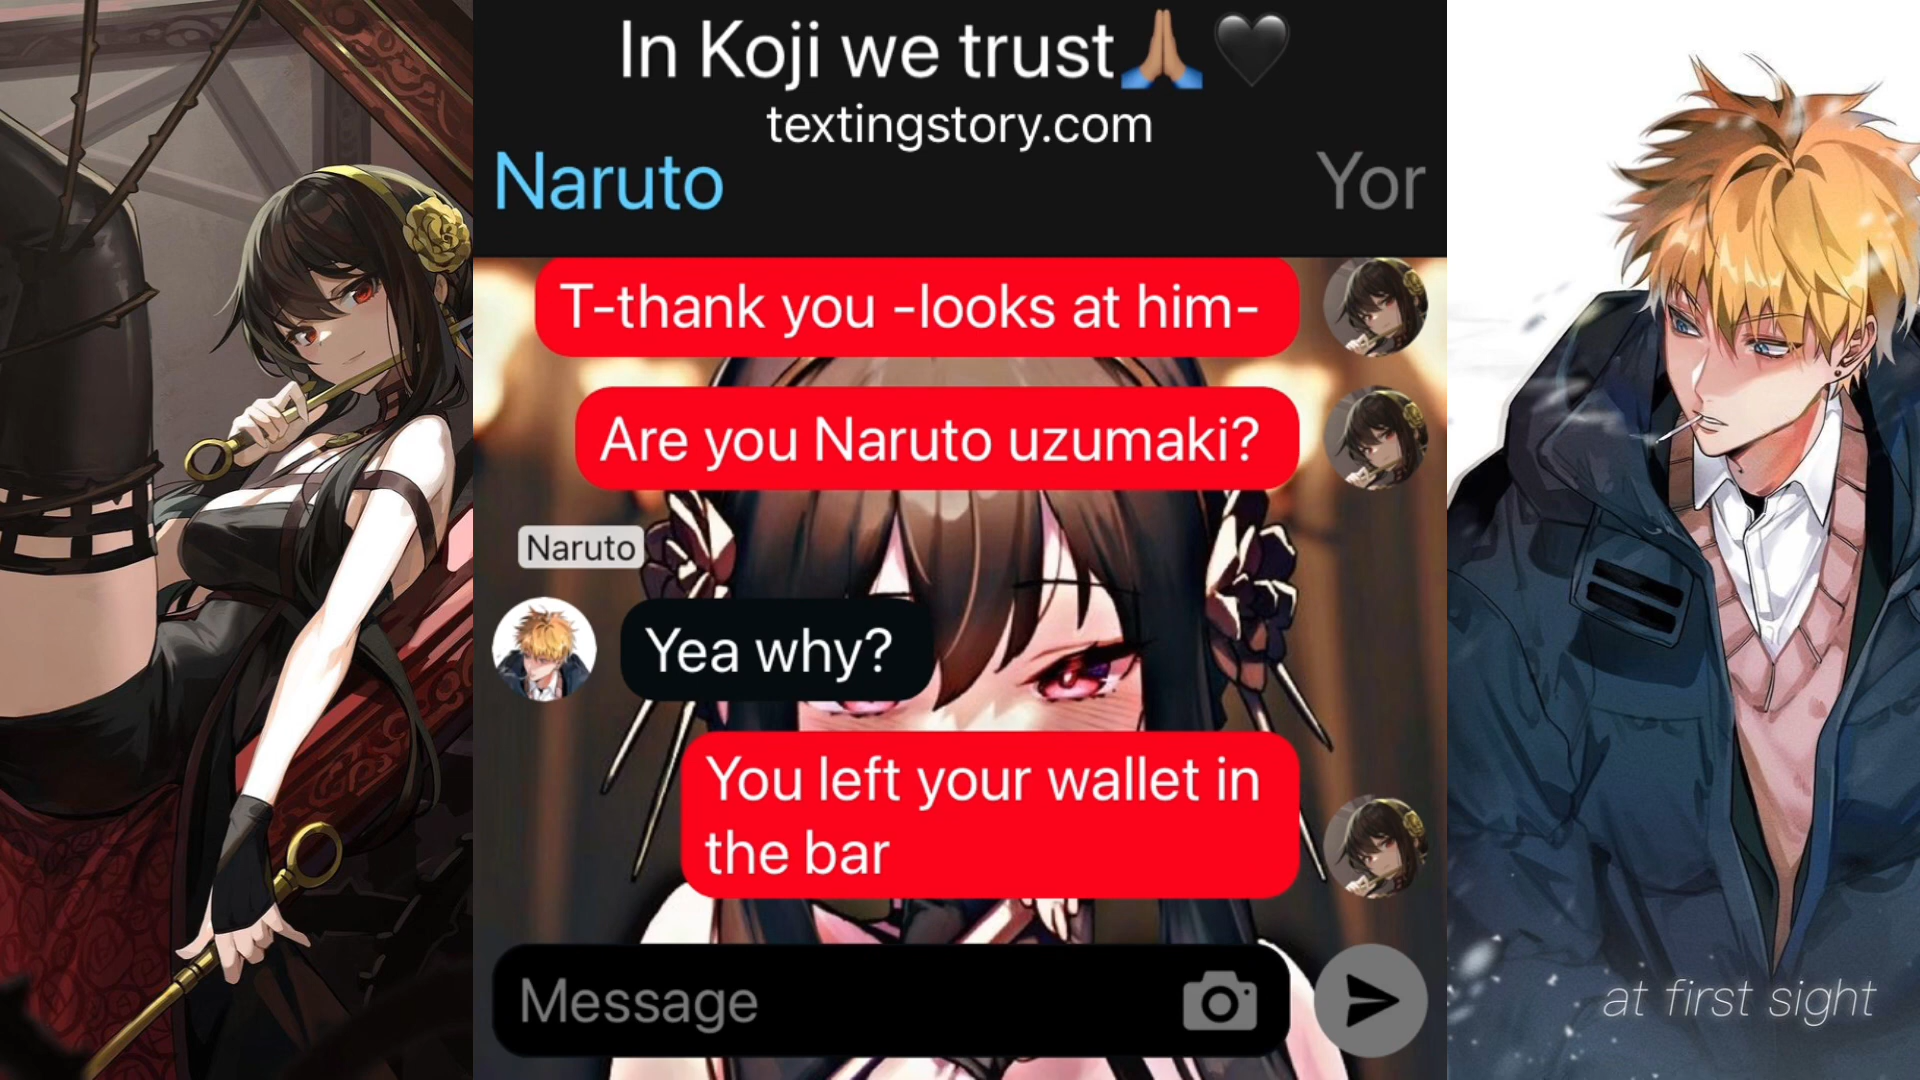 In Koji we trust🙏🏽🖤
textingstory.com
Naruto
Yor
T-thank you -looks at him-
Are you Naruto uzumaki?
Naruto
Yea why?
You left your wallet in
the bar
Message
at first sight